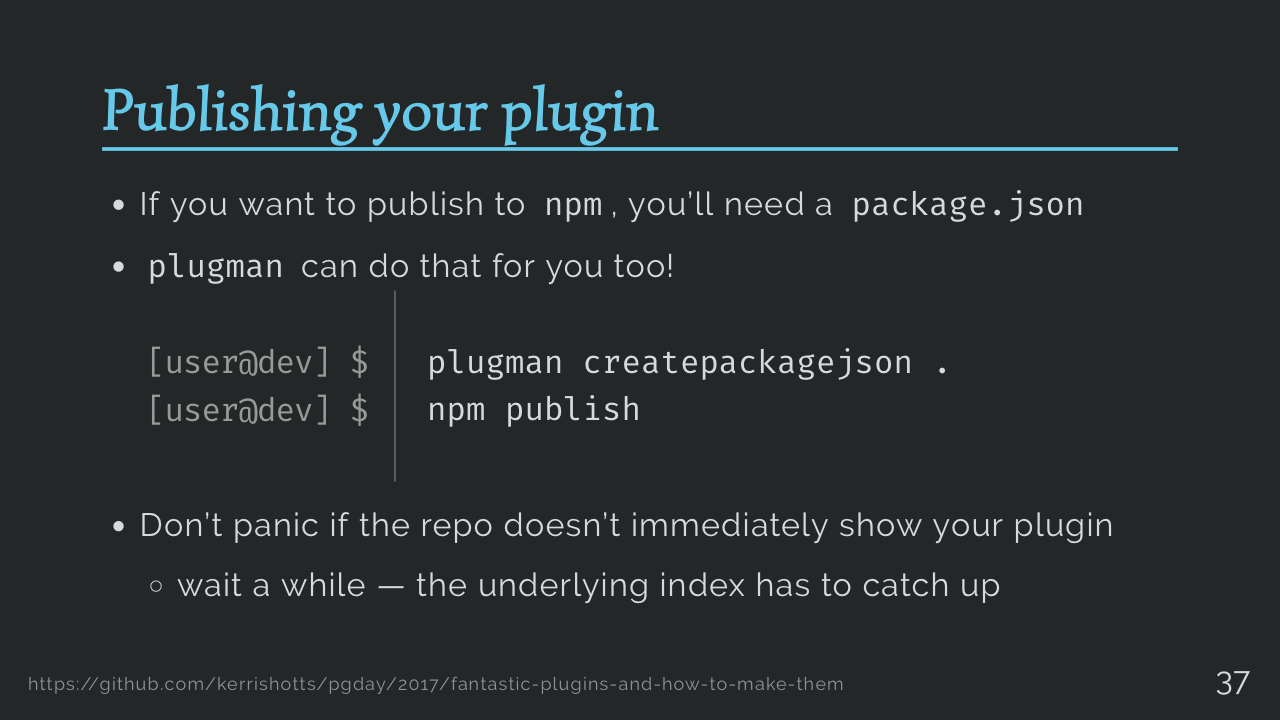 Publishing your plugin
• If you want to publish to npm, you’ll need a package.json
• plugman can do that for you too!
[user@dev] $ plugman createpackagejson .
[user@dev] $ npm publish
• Don’t panic if the repo doesn’t immediately show your plugin
○ wait a while — the underlying index has to catch up
https://github.com/kerrishotts/pgday/2017/fantastic-plugins-and-how-to-make-them
37